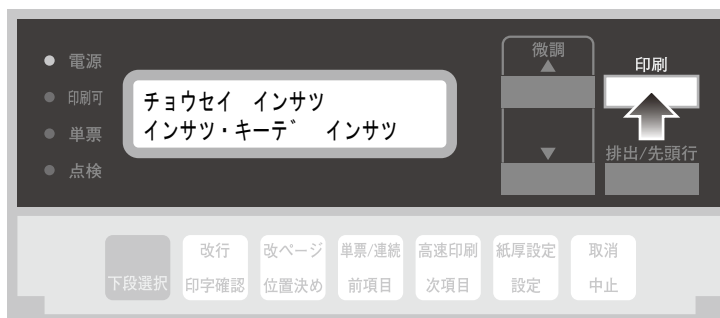 電源
印刷可
単票
点検
チョウセイ インサツ
インサツ・キーデ インサツ
微調
▲
▼
印刷
排出/先頭行
下段選択
改行
印字確認
改ページ
位置決め
単票/連続
前項目
高速印刷
次項目
紙厚設定
設定
取消
中止